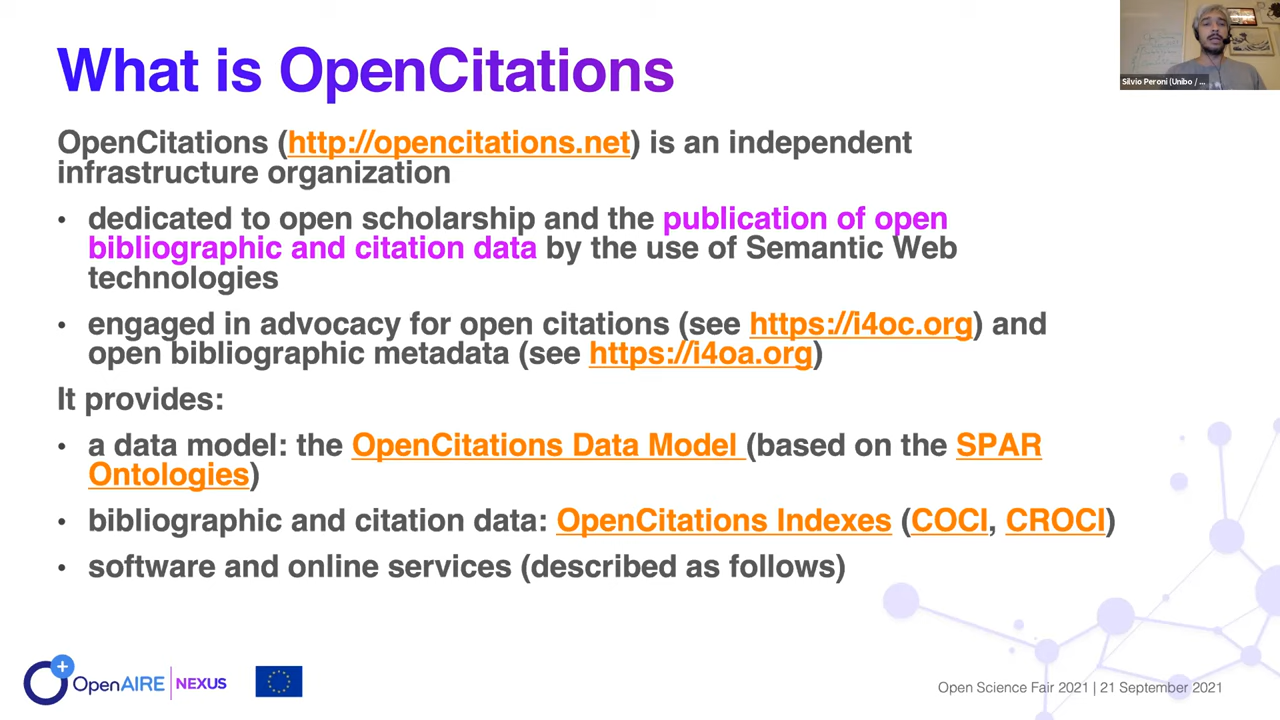 What is OpenCitations
Silvio Peroni (Unibo / ...
OpenCitations (http://opencitations.net) is an independent
infrastructure organization
• dedicated to open scholarship and the publication of open
bibliographic and citation data by the use of Semantic Web
technologies
• engaged in advocacy for open citations (see https://i4oc.org) and
open bibliographic metadata (see https://i4oa.org)
It provides:
• a data model: the OpenCitations Data Model (based on the SPAR
Ontologies)
• bibliographic and citation data: OpenCitations Indexes (COCI, CROCI)
• software and online services (described as follows)
OpenAIRE | NEXUS
Open Science Fair 2021 | 21 September 2021